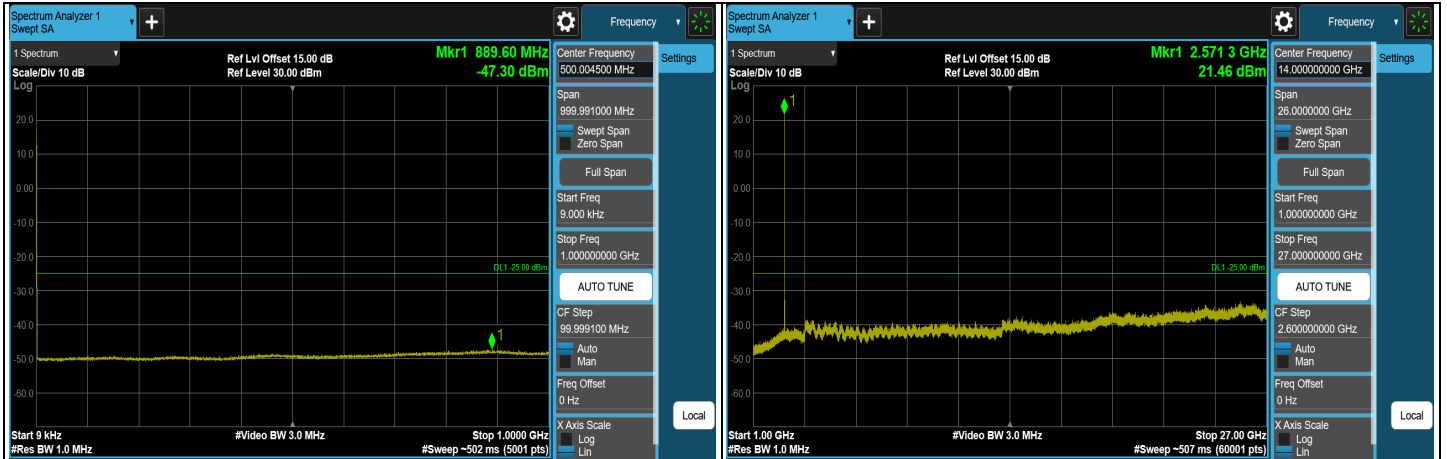 Spectrum Analyzer 1
Swept SA
+
Frequency
1 Spectrum
Scale/Div 10 dB
Log
Ref Lvl Offset 15.00 dB
Ref Level 30.00 dBm
Mkr1 889.60 MHz
-47.30 dBm
1
20.0
10.0
0.00
-10.0
-20.0
-30.0
-40.0
-50.0
-60.0
DL1 -25.00 dBm
1
Start 9 kHz
#Res BW 1.0 MHz
#Video BW 3.0 MHz
Stop 1.0000 GHz
#Sweep ~502 ms (5001 pts)
Center Frequency
500.004500 MHz
Span
999.991000 MHz
Swept Span
Zero Span
Full Span
Start Freq
9.000 kHz
Stop Freq
1.000000000 GHz
AUTO TUNE
CF Step
99.999100 MHz
Auto
Man
Freq Offset
0 Hz
X Axis Scale
Log
Lin
Settings
Local
Spectrum Analyzer 1
Swept SA
+
Frequency
1 Spectrum
Scale/Div 10 dB
Log
Ref Lvl Offset 15.00 dB
Ref Level 30.00 dBm
Mkr1 2.571 3 GHz
21.46 dBm
1
20.0
10.0
0.00
-10.0
-20.0
-30.0
-40.0
-50.0
-60.0
DL1 -25.00 dBm
Start 1.00 GHz
#Res BW 1.0 MHz
#Video BW 3.0 MHz
Stop 27.00 GHz
#Sweep ~507 ms (60001 pts)
Center Frequency
14.000000000 GHz
Span
26.0000000 GHz
Swept Span
Zero Span
Full Span
Start Freq
1.000000000 GHz
Stop Freq
27.000000000 GHz
AUTO TUNE
CF Step
2.600000000 GHz
Auto
Man
Freq Offset
0 Hz
X Axis Scale
Log
Lin
Settings
Local